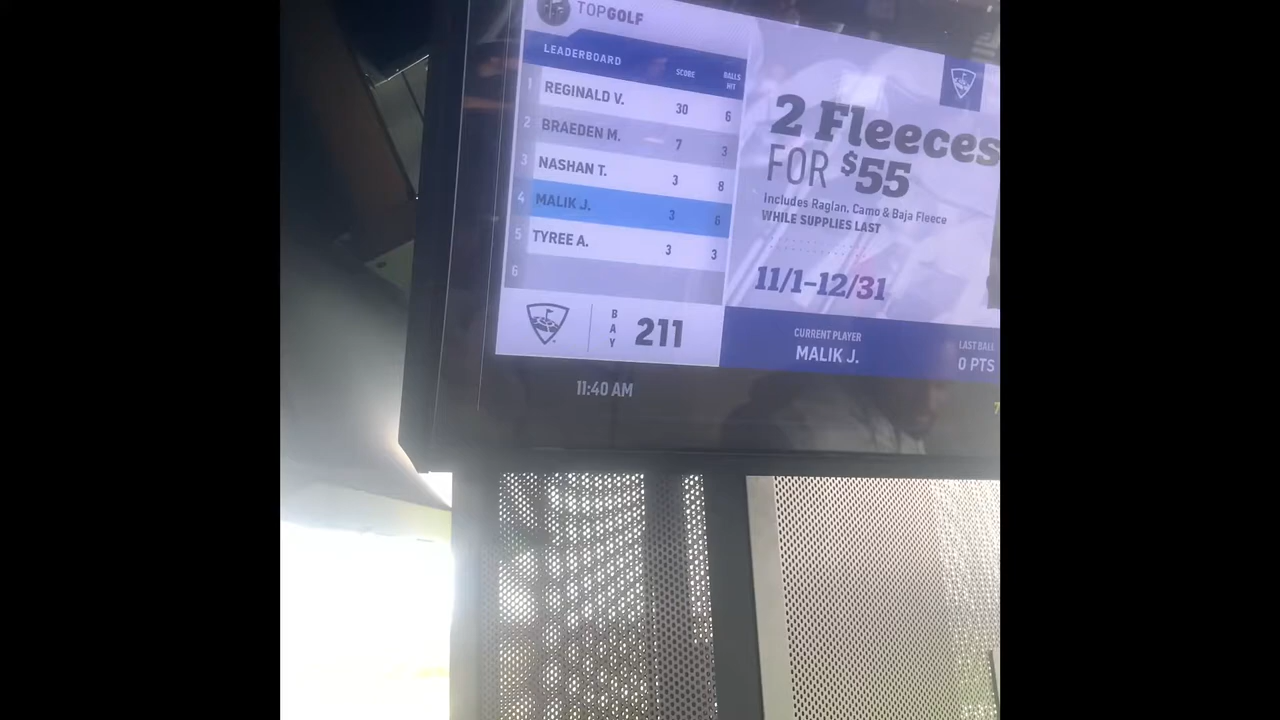 TOPGOLF
LEADERBOARD SCORE BALLS HIT
1 REGINALD V. 30 6
2 BRAEDEN M. 7 3
3 NASHAN T. 3 8
4 MALIK J. 3 6
5 TYREE A. 3 3
6
BAY 211
11:40 AM
2 Fleeces
FOR $55
Includes Raglan, Camo & Baja Fleece
WHILE SUPPLIES LAST
11/1-12/31
CURRENT PLAYER
MALIK J.
LAST BALL
0 PTS